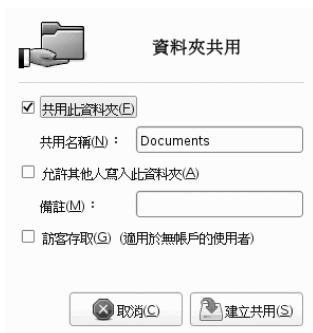 資料夾共用
共用此資料夾(E)
共用名稱(N)： Documents
允許其他人寫入此資料夾(A)
備註(M)：
訪客存取(G) (適用於無帳戶的使用者)
取消(C) 建立共用(S)